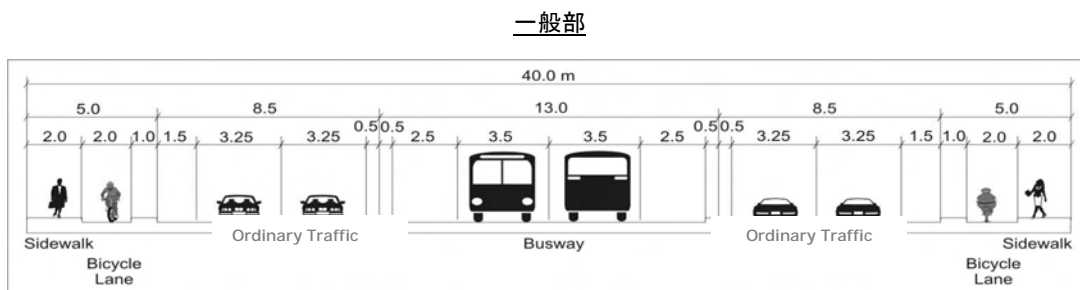 一般部
40.0 m
5.0 8.5 13.0 8.5 5.0
2.0 2.0 1.0 1.5 3.25 3.25 0.5 0.5 2.5 3.5 3.5 2.5 0.5 0.5 3.25 3.25 1.5 1.0 2.0 2.0
Ordinary Traffic Ordinary Traffic
Sidewalk Busway Sidewalk
Bicycle Bicycle
Lane Lane